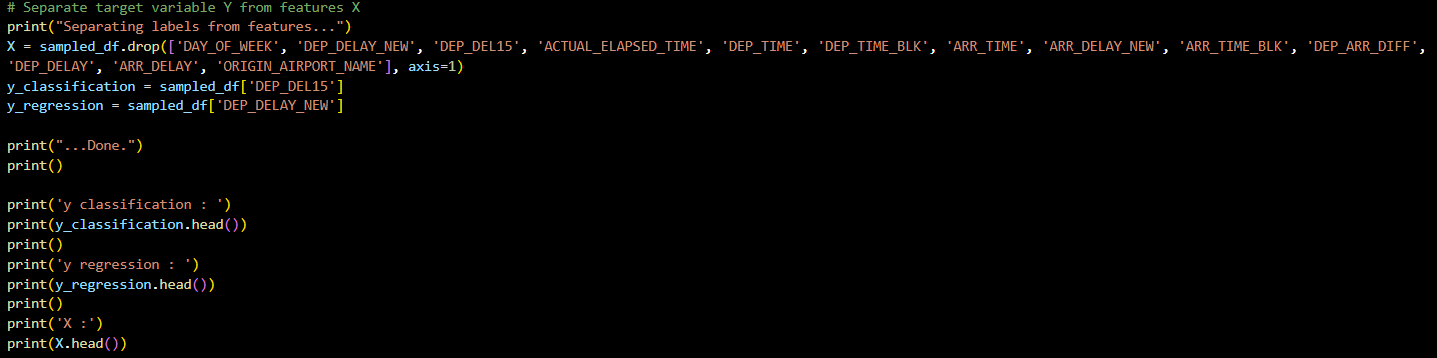 # Separate target variable Y from features X
print("Separating labels from features...")
X = sampled_df.drop(['DAY_OF_WEEK', 'DEP_DELAY_NEW', 'DEP_DEL15', 'ACTUAL_ELAPSED_TIME', 'DEP_TIME', 'DEP_TIME_BLK', 'ARR_TIME', 'ARR_DELAY_NEW', 'ARR_TIME_BLK', 'DEP_ARR_DIFF',
'DEP_DELAY', 'ARR_DELAY', 'ORIGIN_AIRPORT_NAME'], axis=1)
y_classification = sampled_df['DEP_DEL15']
y_regression = sampled_df['DEP_DELAY_NEW']
print("...Done.")
print()
print('y classification : ')
print(y_classification.head())
print()
print('y regression : ')
print(y_regression.head())
print()
print('X :')
print(X.head())